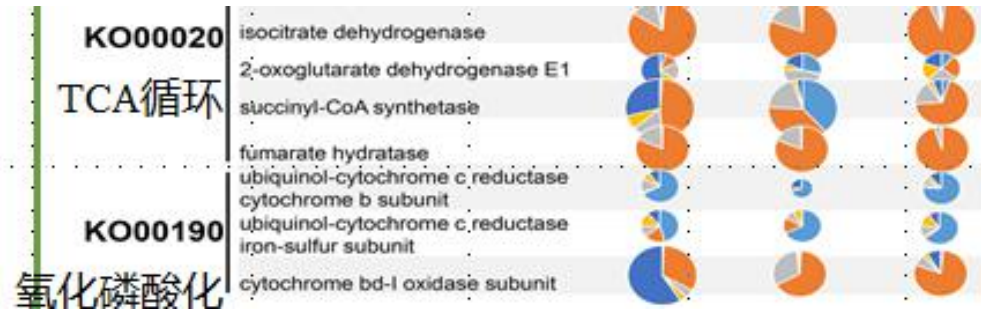 KO00020
TCA循环
isocitrate dehydrogenase
2-oxoglutarate dehydrogenase E1
succinyl-CoA synthetase
fumarate hydratase
KO00190
氧化磷酸化
ubiquinol-cytochrome c reductase
cytochrome b subunit
ubiquinol-cytochrome c reductase
iron-sulfur subunit
cytochrome bd-I oxidase subunit